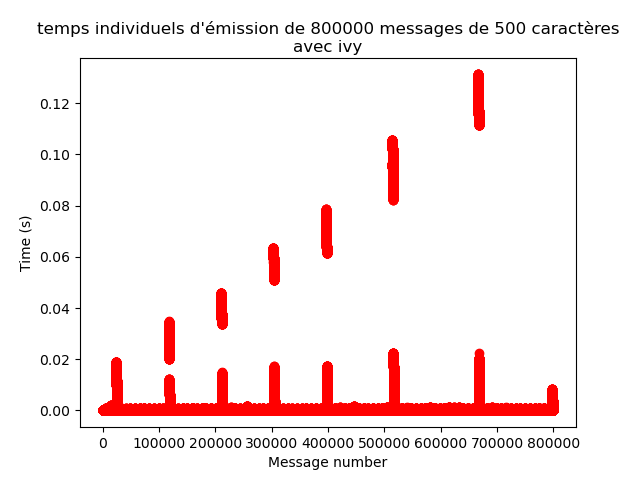 temps individuels d'émission de 800000 messages de 500 caractères
avec ivy
0.12
0.10
0.08
0.06
0.04
0.02
0.00
Time (s)
0 100000 200000 300000 400000 500000 600000 700000 800000
Message number